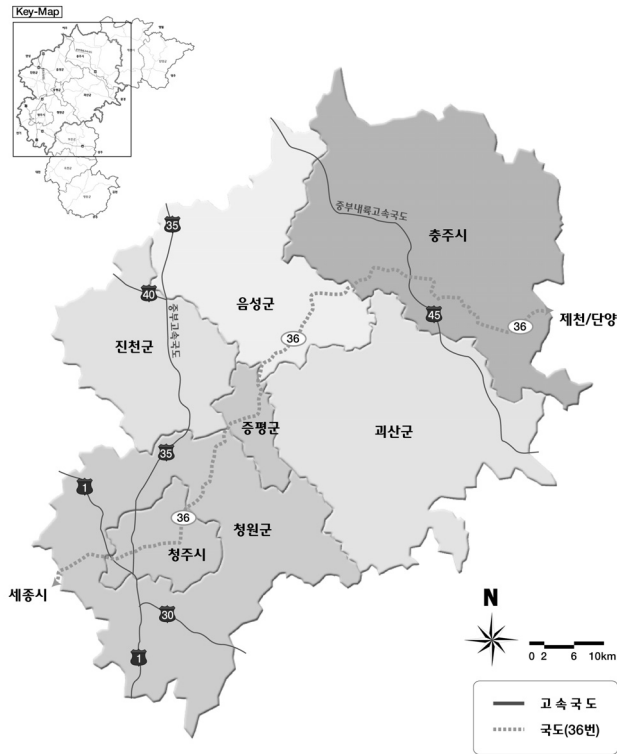 Key-Map
35
중부내륙고속국도
충주시
40
음성군
45
36
제천/단양
중부고속국도
36
진천군
증평군
괴산군
35
1
36
청원군
청주시
세종시
30
N
1
0 2 6 10km
고속국도
국도(36번)